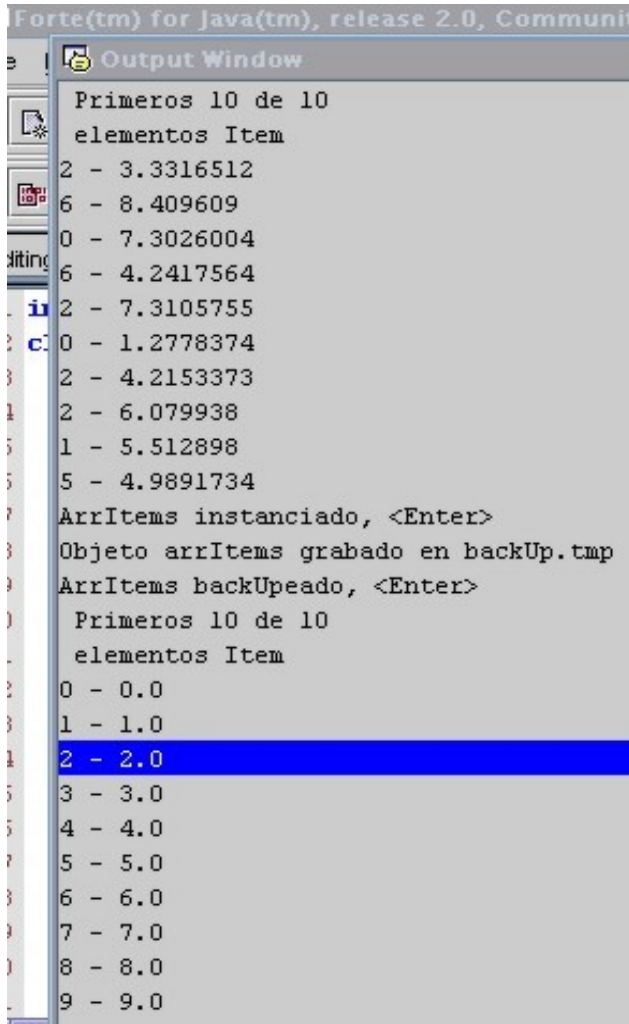 Forte(tm) for Java(tm), release 2.0, Communi
Output Window
Primeros 10 de 10
elementos Item
2 - 3.3316512
6 - 8.409609
0 - 7.3026004
6 - 4.2417564
2 - 7.3105755
0 - 1.2778374
2 - 4.2153373
2 - 6.079938
1 - 5.512898
5 - 4.9891734
ArrItems instanciado, <Enter>
Objeto arrItems grabado en backUp.tmp
ArrItems backUpeado, <Enter>
Primeros 10 de 10
elementos Item
0 - 0.0
1 - 1.0
2 - 2.0
3 - 3.0
4 - 4.0
5 - 5.0
6 - 6.0
7 - 7.0
8 - 8.0
9 - 9.0